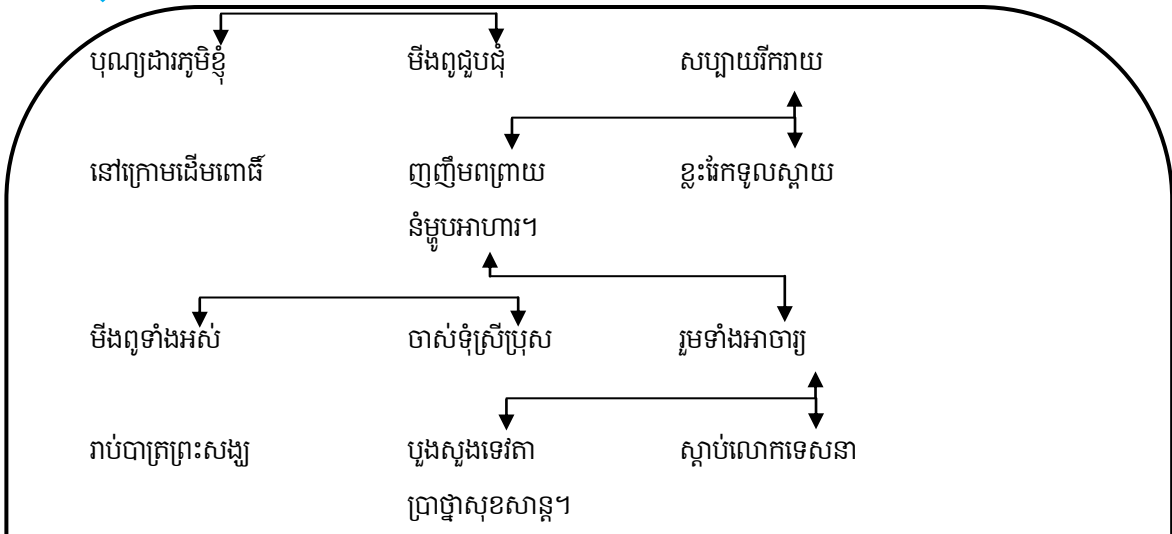 បុណ្យដារភូមិខ្ញុំ មីងពូជួបជុំ សប្បាយរីករាយ
នៅក្រោមដើមពោធិ៍ ញញឹមពព្រាយ ខ្លះរែកទូលស្ពាយ
នំម្ហូបអាហារ។
មីងពូទាំងអស់ ចាស់ទុំស្រីប្រុស រួមទាំងអាចារ្យ
រាប់បាត្រព្រះសង្ឃ បួងសួងទេវតា ស្តាប់លោកទេសនា
ប្រាថ្នាសុខសាន្ត។